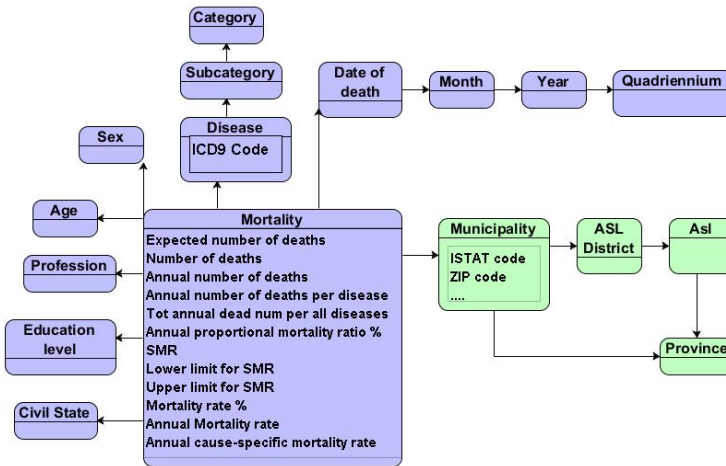 Category
Subcategory
Disease
ICD9 Code
Date of
death
Month
Year
Quadriennium
Sex
Age
Profession
Education
level
Civil State
Mortality
Expected number of deaths
Number of deaths
Annual number of deaths
Annual number of deaths per disease
Tot annual dead num per all diseases
Annual proportional mortality ratio %
SMR
Lower limit for SMR
Upper limit for SMR
Mortality rate %
Annual Mortality rate
Annual cause-specific mortality rate
Municipality
ISTAT code
ZIP code
....
ASL
District
Asl
Province